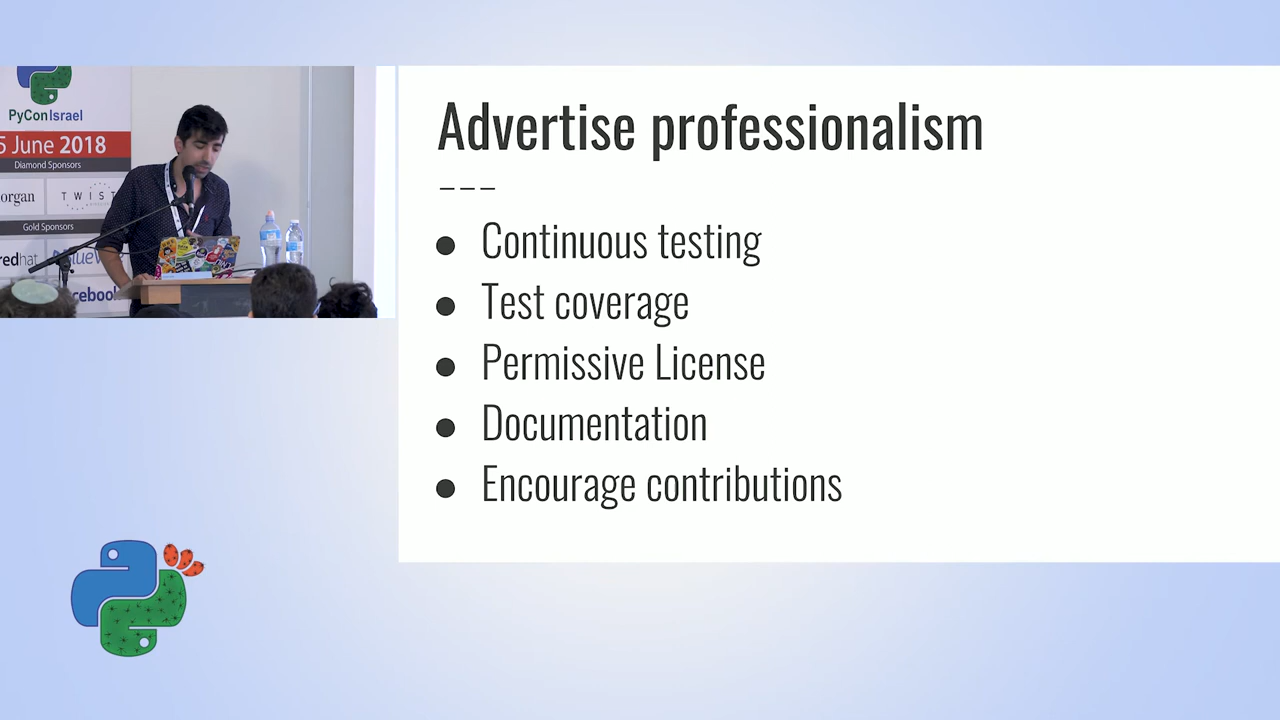 PyConIsrael
5 June 2018
Diamond Sponsors
organ
TWIST
Gold Sponsors
redhat
cebook
Advertise professionalism
---
● Continuous testing
● Test coverage
● Permissive License
● Documentation
● Encourage contributions